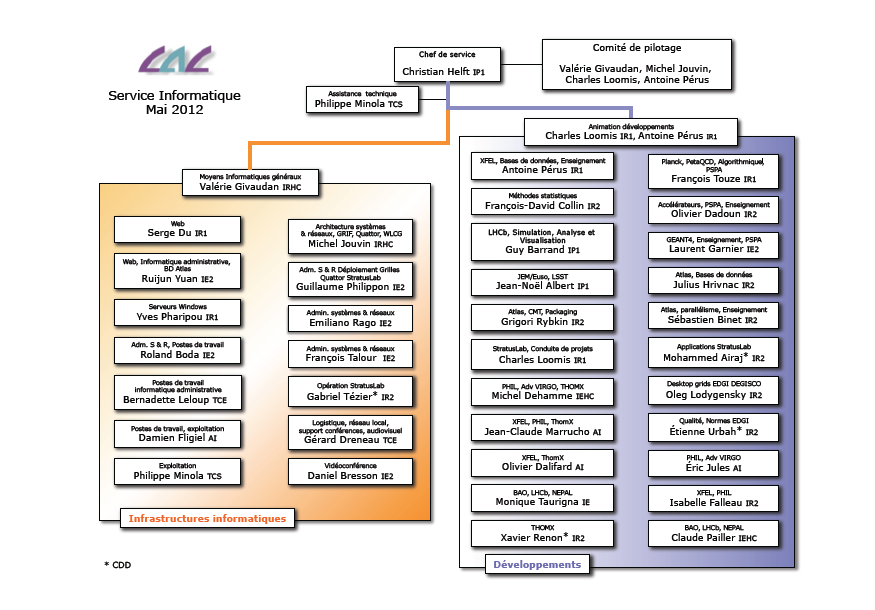 LAC
Service Informatique
Mai 2012
Chef de service
Christian Helft IP1
Comité de pilotage
Valérie Givaudan, Michel Jouvin,
Charles Loomis, Antoine Pérus
Assistance technique
Philippe Minola TCS
Animation développements
Charles Loomis IR1, Antoine Pérus IR1
Moyens Informatiques généraux
Valérie Givaudan IRHC
Web
Serge Du IR1
Web, Informatique administrative,
BD Atlas
Ruijun Yuan IE2
Serveurs Windows
Yves Pharipou IR1
Adm. S & R, Postes de travail
Roland Boda IE2
Postes de travail
informatique administrative
Bernadette Leloup TCE
Postes de travail, exploitation
Damien Fligiel AI
Exploitation
Philippe Minola TCS
Architecture systèmes
& réseaux, GRIF, Quattor, WLCG
Michel Jouvin IRHC
Adm. S & R Déploiement Grilles
Quattor StratusLab
Guillaume Philippon IE2
Admin. systèmes & réseaux
Emiliano Rago IE2
Admin. systèmes & réseaux
François Talour IE2
Opération StratusLab
Gabriel Tézier* IR2
Logistique, réseau local,
support conférences, audiovisuel
Gérard Dreneau TCE
Vidéoconférence
Daniel Bresson IE2
Infrastructures informatiques
XFEL, Bases de données, Enseignement
Antoine Pérus IR1
Méthodes statistiques
François-David Collin IR2
LHCb, Simulation, Analyse et
Visualisation
Guy Barrand IP1
JEM/Euso, LSST
Jean-Noël Albert IP1
Atlas, CMT, Packaging
Grigori Rybkin IR2
StratusLab, Conduite de projats
Charles Loomis IR1
PHIL, Adv VIRGO, THOMX
Michel Dehamme IEHC
XFEL, PHIL, ThomX
Jean-Claude Marrucho AI
XFEL, ThomX
Olivier Dalifard AI
BAO, LHCb, NEPAL
Monique Taurigna IE
THOMX
Xavier Renon* IR2
Planck, PetaQCD, Algorithmique,
PSPA
François Touze IR1
Accélérateurs, PSPA, Enseignement
Olivier Dadoun IR2
GEANT4, Enseignement, PSPA
Laurent Garnier IE2
Atlas, Bases de données
Julius Hrivnac IR2
Atlas, parallélisme, Enseignement
Sébastien Binet IR2
Applications StratusLab
Mohammed Airaj* IR2
Desktop grids EDGI DEGISCO
Oleg Lodygensky IR2
Qualité, Normes EDGI
Étienne Urbah* IR2
PHIL, Adv VIRGO
Éric Jules AI
XFEL, PHIL
Isabelle Falleau IR2
BAO, LHCb, NEPAL
Claude Pailler IEHC
Développements
* CDD